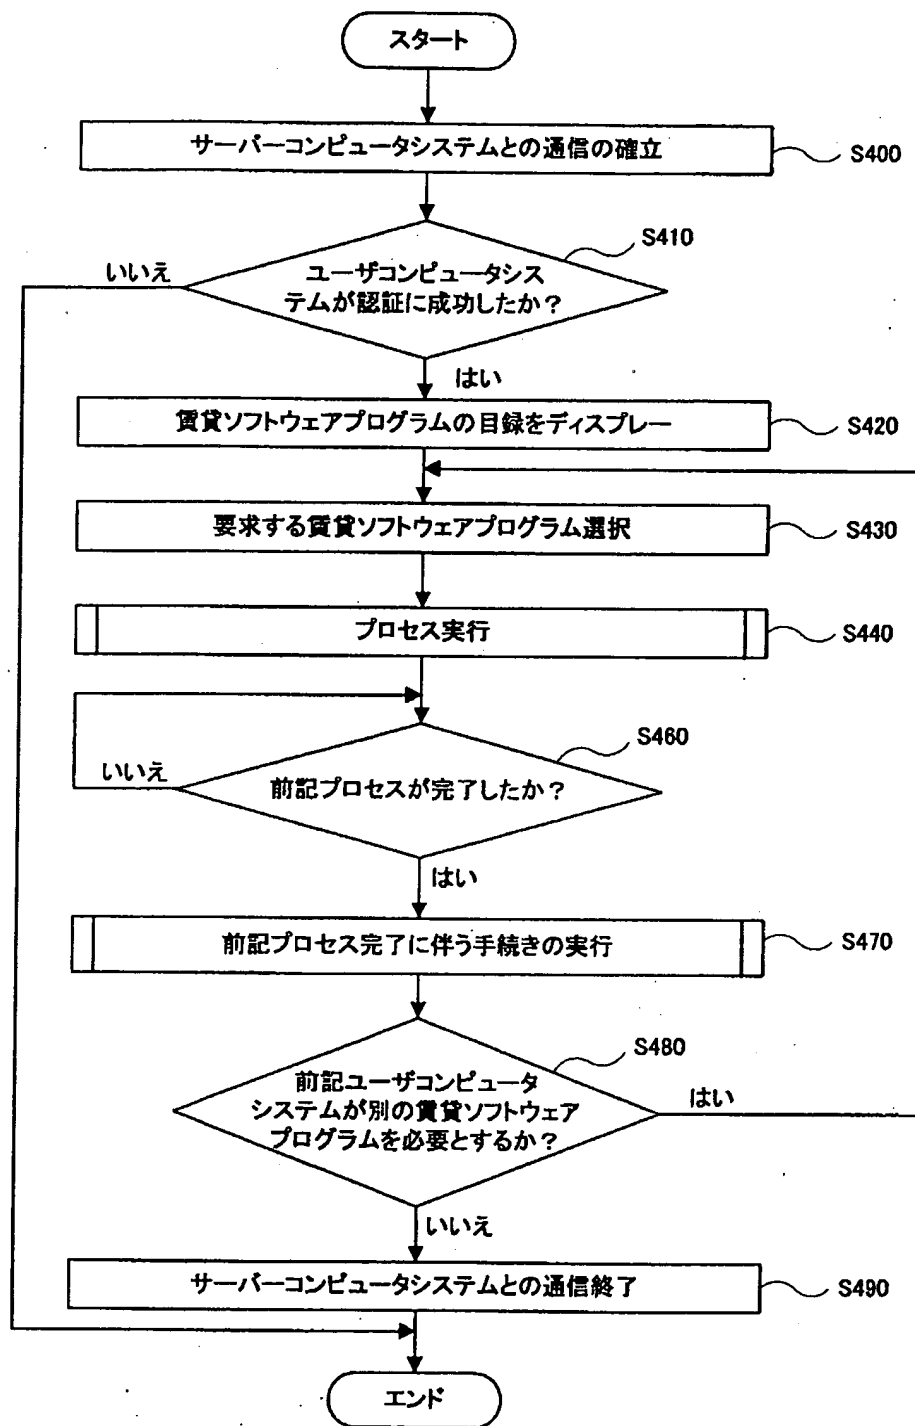 スタート
サーバーコンピュータシステムとの通信の確立
S400
S410
いいえ
ユーザコンピュータシス
テムが認証に成功したか？
はい
賃貸ソフトウェアプログラムの目録をディスプレー
S420
要求する賃貸ソフトウェアプログラム選択
S430
プロセス実行
S440
S460
いいえ
前記プロセスが完了したか？
はい
前記プロセス完了に伴う手続きの実行
S470
S480
前記ユーザコンピュータ
システムが別の賃貸ソフトウェア
プログラムを必要とするか？
はい
いいえ
サーバーコンピュータシステムとの通信終了
S490
エンド